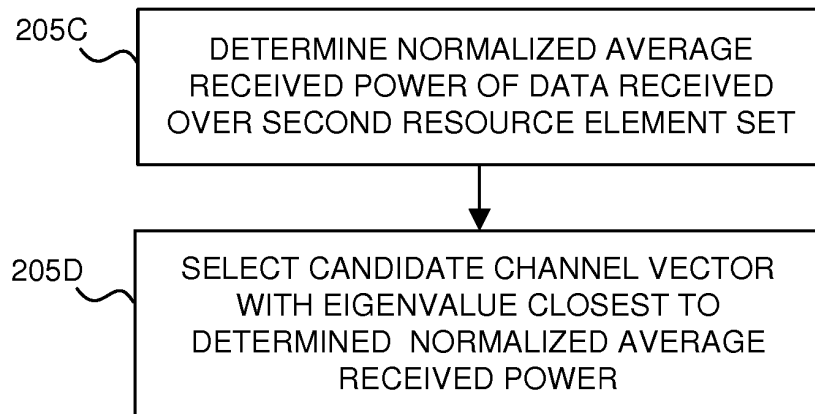 205C
DETERMINE NORMALIZED AVERAGE
RECEIVED POWER OF DATA RECEIVED
OVER SECOND RESOURCE ELEMENT SET
205D
SELECT CANDIDATE CHANNEL VECTOR
WITH EIGENVALUE CLOSEST TO
DETERMINED NORMALIZED AVERAGE
RECEIVED POWER